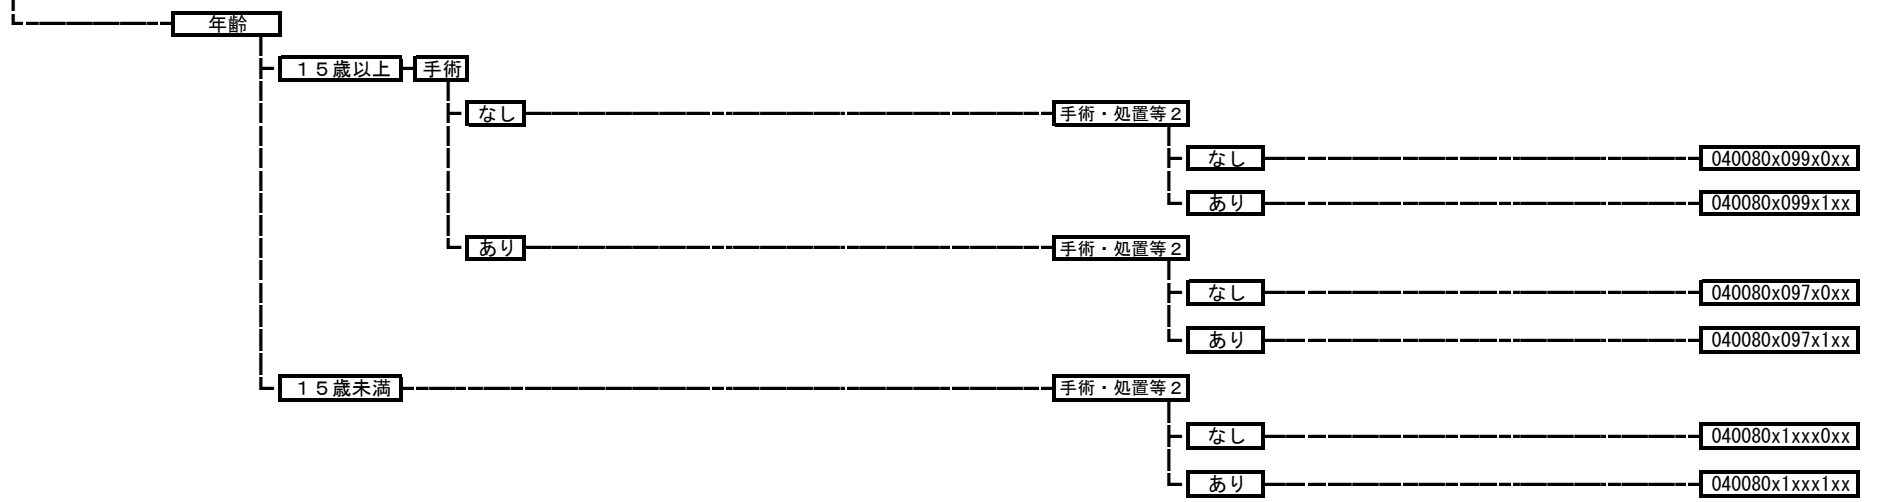 年齢
１５歳以上 手術
なし 手術・処置等２
なし 040080x099x0xx
あり 040080x099x1xx
あり 手術・処置等２
なし 040080x097x0xx
あり 040080x097x1xx
１５歳未満 手術・処置等２
なし 040080x1xxx0xx
あり 040080x1xxx1xx